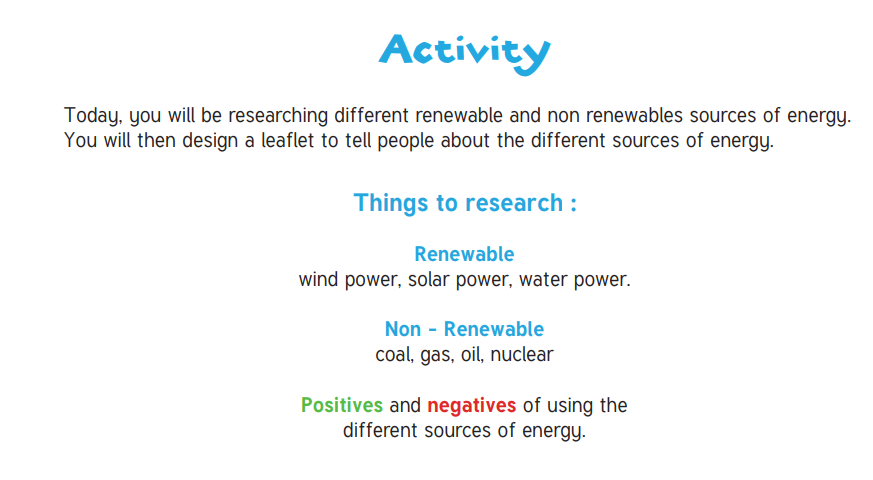 Activity
Today, you will be researching different renewable and non renewables sources of energy.
You will then design a leaflet to tell people about the different sources of energy.
Things to research :
Renewable
wind power, solar power, water power.
Non - Renewable
coal, gas, oil, nuclear
Positives and negatives of using the
different sources of energy.